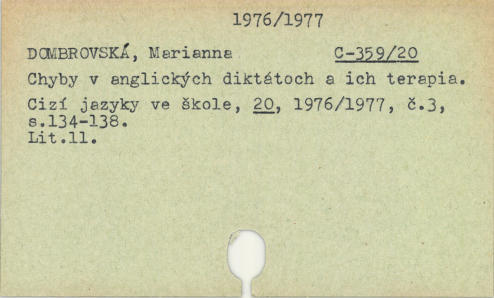 1976/1977
DOMBROVSKÁ, Marianna C-359/20
Chyby v anglických diktátoch a ich terapia.
Cizí jazyky ve škole, 20, 1976/1977, č.3,
s.134-138.
Lit.11.